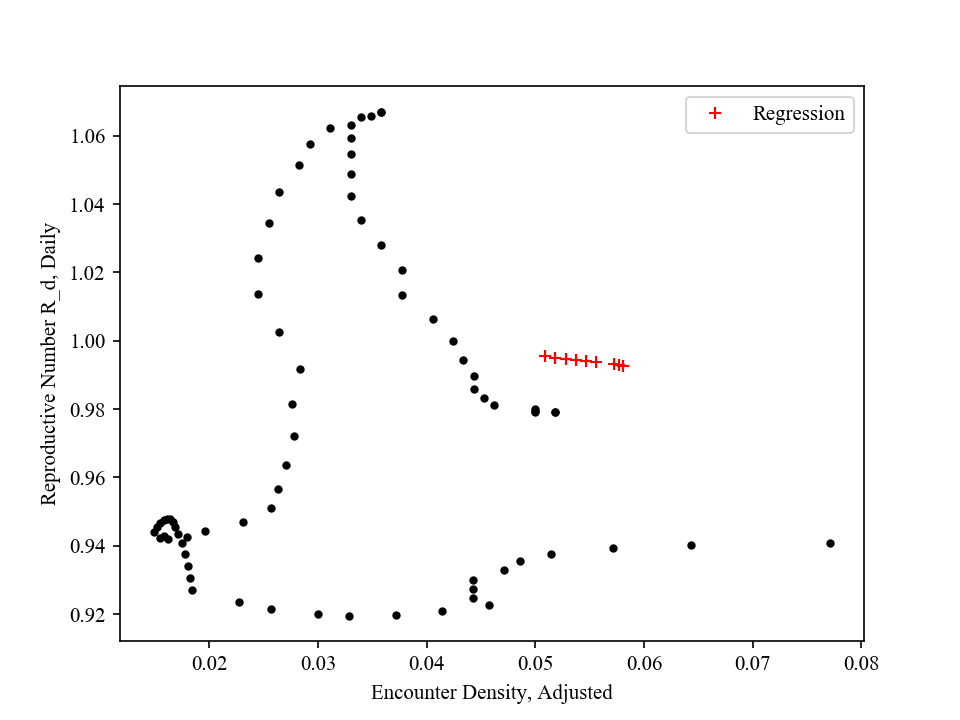 Regression
1.06
1.04
1.02
1.00
0.98
0.96
0.94
0.92
Reproductive Number R_d, Daily
0.02 0.03 0.04 0.05 0.06 0.07 0.08
Encounter Density, Adjusted